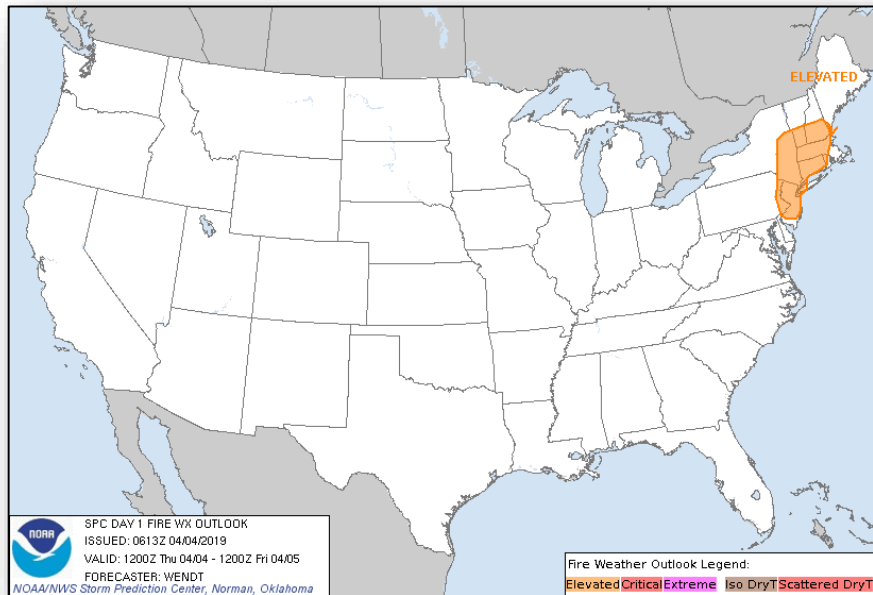 ELEVATED
NOAA
SPC DAY 1 FIRE WX OUTLOOK
ISSUED: 0613Z 04/04/2019
VALID: 1200Z Thu 04/04 - 1200Z Fri 04/05
FORECASTER: WENDT
NOAA/NWS Storm Prediction Center, Norman, Oklahoma
Fire Weather Outlook Legend:
Elevated Critical Extreme Iso DryT Scattered DryT